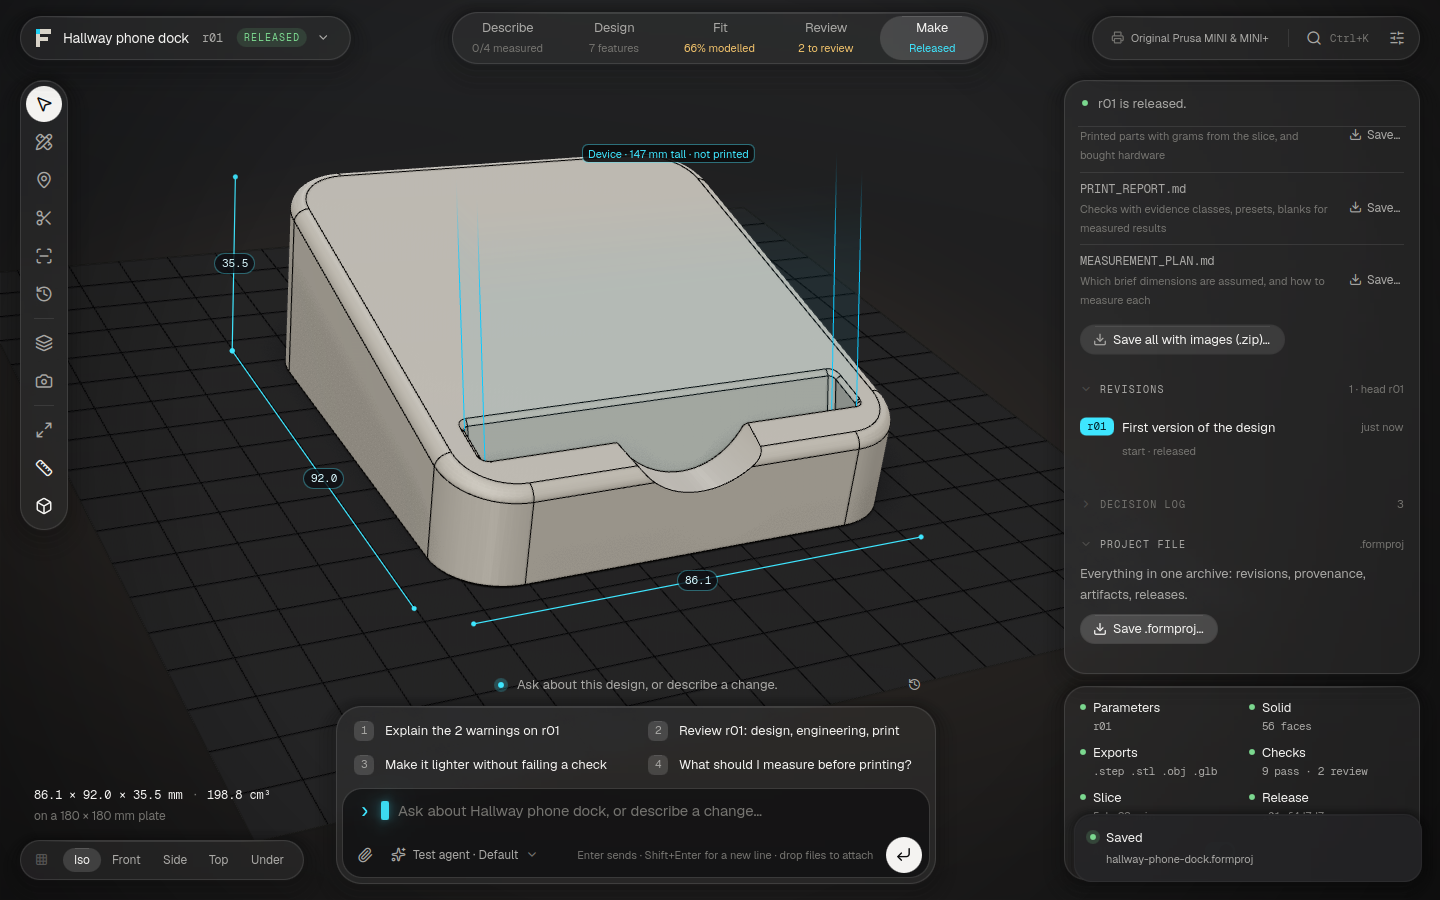 Hallway phone dock r01 RELEASED
Describe
0/4 measured
Design
7 features
Fit
66% modelled
Review
2 to review
Make
Released
Original Prusa MINI & MINI+
Ctrl+K
r01 is released.
Printed parts with grams from the slice, and
bought hardware
Save...
PRINT_REPORT.md
Checks with evidence classes, presets, blanks for
measured results
Save...
MEASUREMENT_PLAN.md
Which brief dimensions are assumed, and how to
measure each
Save...
Save all with images (.zip)...
REVISIONS
1 · head r01
r01 First version of the design just now
start · released
DECISION LOG 3
PROJECT FILE .formproj
Everything in one archive: revisions, provenance,
artifacts, releases.
Save .formproj...
Device · 147 mm tall · not printed
35.5
92.0
86.1
Ask about this design, or describe a change.
1 Explain the 2 warnings on r01
2 Review r01: design, engineering, print
3 Make it lighter without failing a check
4 What should I measure before printing?
Ask about Hallway phone dock, or describe a change...
Test agent · Default
Enter sends · Shift+Enter for a new line · drop files to attach
86.1 × 92.0 × 35.5 mm · 198.8 cm³
on a 180 × 180 mm plate
Iso Front Side Top Under
Parameters
r01
Solid
56 faces
Exports
.step .stl .obj .glb
Checks
9 pass · 2 review
Slice
Release
Saved
hallway-phone-dock.formproj